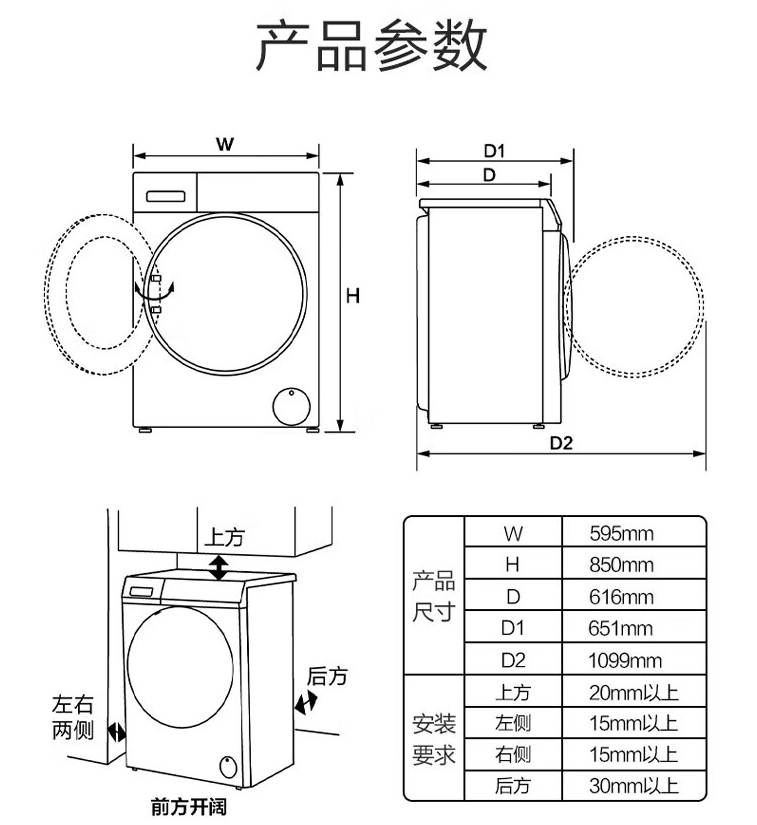 产品参数
W
H
D1
D
D2
上方
后方
左右
两侧
前方开阔
产品
尺寸
W 595mm
H 850mm
D 616mm
D1 651mm
D2 1099mm
安装
要求
上方 20mm以上
左侧 15mm以上
右侧 15mm以上
后方 30mm以上